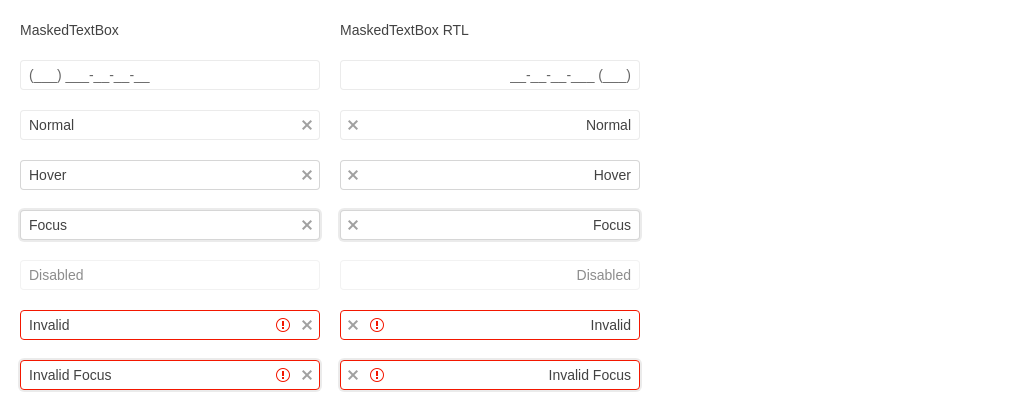 MaskedTextBox MaskedTextBox RTL
(___) ___-__-__-__ __-__-__-___ (___)
Normal Normal
Hover Hover
Focus Focus
Disabled Disabled
Invalid Invalid
Invalid Focus Invalid Focus